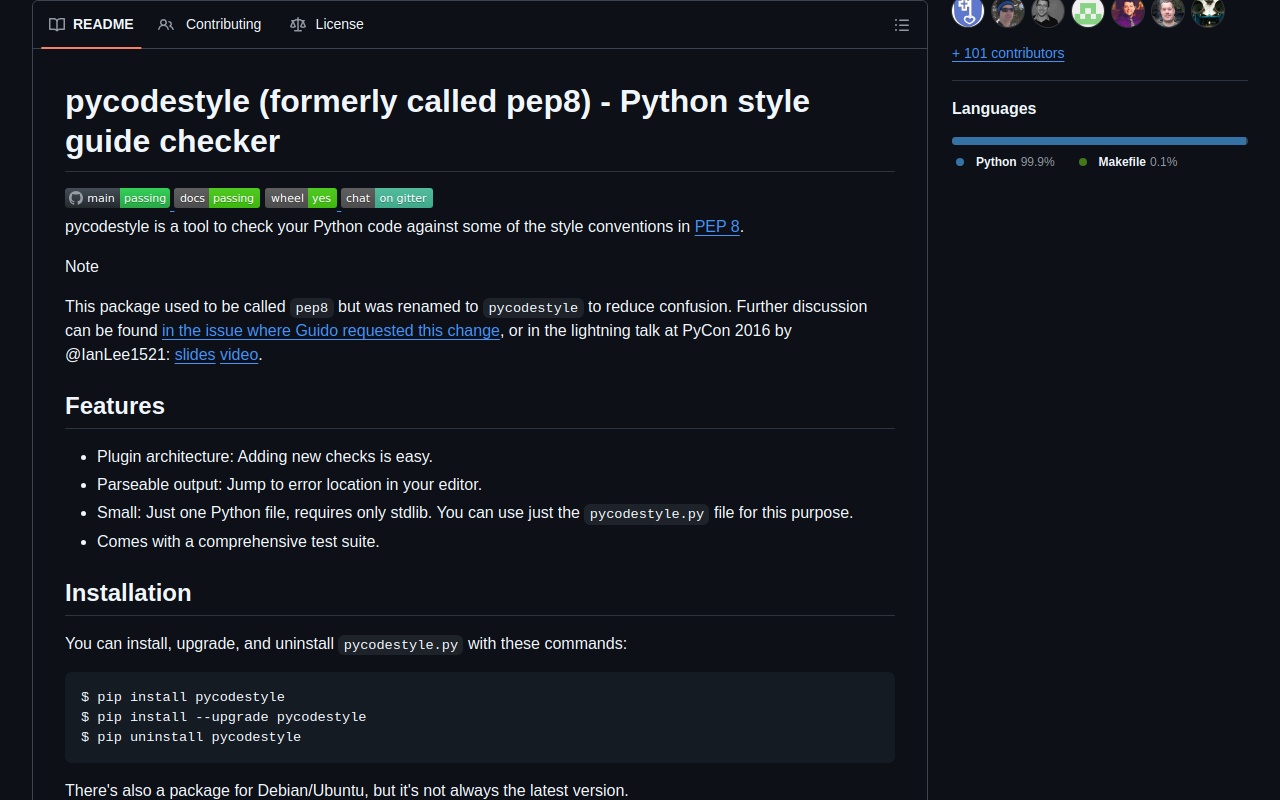 README
Contributing
License
+ 101 contributors
Languages
Python 99.9%
Makefile 0.1%
pycodestyle (formerly called pep8) - Python style
guide checker
main passing docs passing wheel yes chat on gitter
pycodestyle is a tool to check your Python code against some of the style conventions in PEP 8.
Note
This package used to be called pep8 but was renamed to pycodestyle to reduce confusion. Further discussion
can be found in the issue where Guido requested this change, or in the lightning talk at PyCon 2016 by
@IanLee1521: slides video.
Features
Plugin architecture: Adding new checks is easy.
Parseable output: Jump to error location in your editor.
Small: Just one Python file, requires only stdlib. You can use just the pycodestyle.py file for this purpose.
Comes with a comprehensive test suite.
Installation
You can install, upgrade, and uninstall pycodestyle.py with these commands:
$ pip install pycodestyle
$ pip install --upgrade pycodestyle
$ pip uninstall pycodestyle
There's also a package for Debian/Ubuntu, but it's not always the latest version.